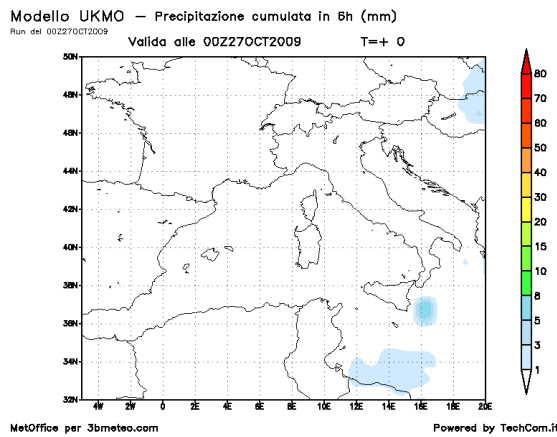 Modello UKMO — Precipitazione cumulata in 6h (mm)
Run del 00Z27OCT2009
Valida alle 00Z27OCT2009 T=+ 0
50N
48N
46N
44N
42N
40N
38N
36N
34N
32N
4W 2W 0 2E 4E 6E 8E 10E 12E 14E 16E 18E 20E
80
70
60
50
40
30
20
15
10
8
5
3
1
MetOffice per 3bmeteo.com Powered by TechCom.it